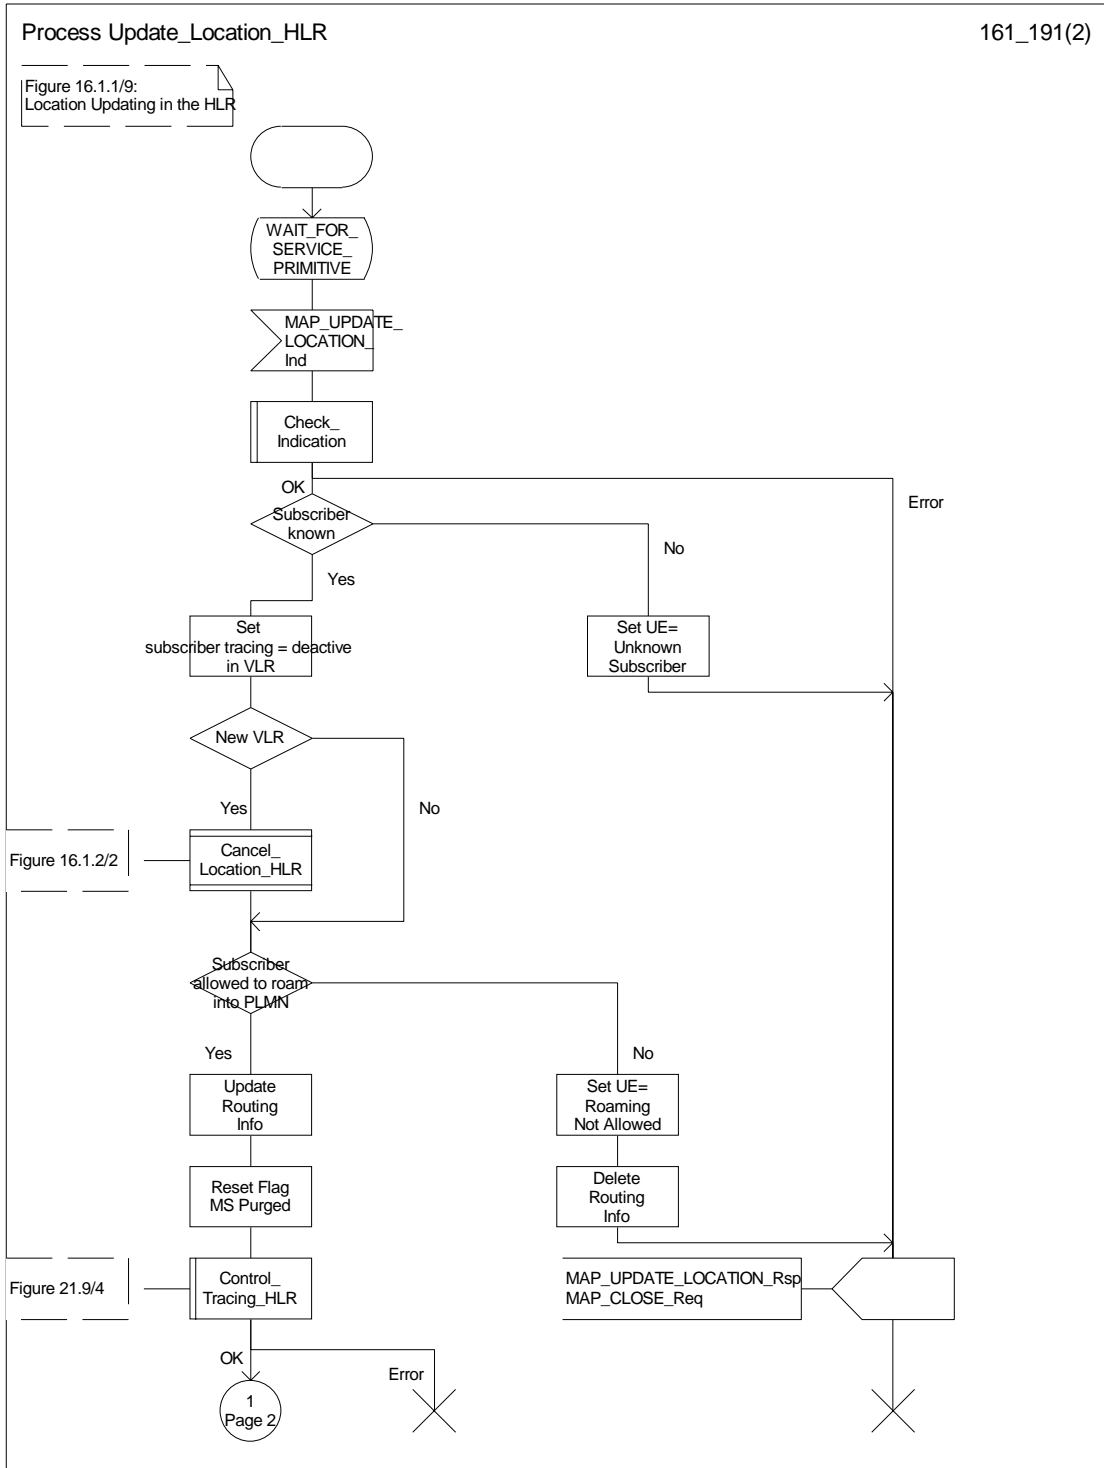 Process Update_Location_HLR
161_191(2)
Figure 16.1.1/9:
Location Updating in the HLR
WAIT_FOR_
SERVICE_
PRIMITIVE
MAP_UPDATE_
LOCATION_
Ind
Check_
Indication
OK
Error
Subscriber
known
No
Yes
Set
subscriber tracing = deactive
in VLR
Set UE=
Unknown
Subscriber
New VLR
Yes
No
Figure 16.1.2/2
Cancel_
Location_HLR
Subscriber
allowed to roam
into PLMN
Yes
No
Update
Routing
Info
Set UE=
Roaming
Not Allowed
Reset Flag
MS Purged
Delete
Routing
Info
Figure 21.9/4
Control_
Tracing_HLR
MAP_UPDATE_LOCATION_Rsp
MAP_CLOSE_Req
OK
Error
1
Page 2